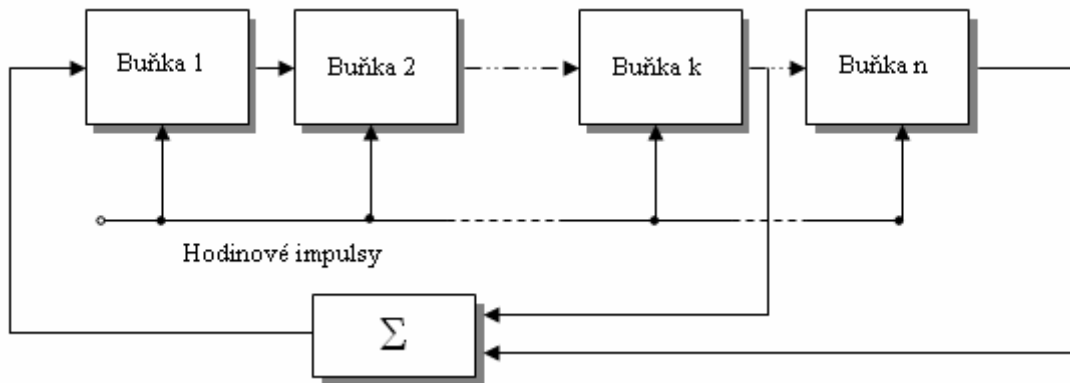 Buňka 1
Buňka 2
Buňka k
Buňka n
Hodinové impulsy
Σ